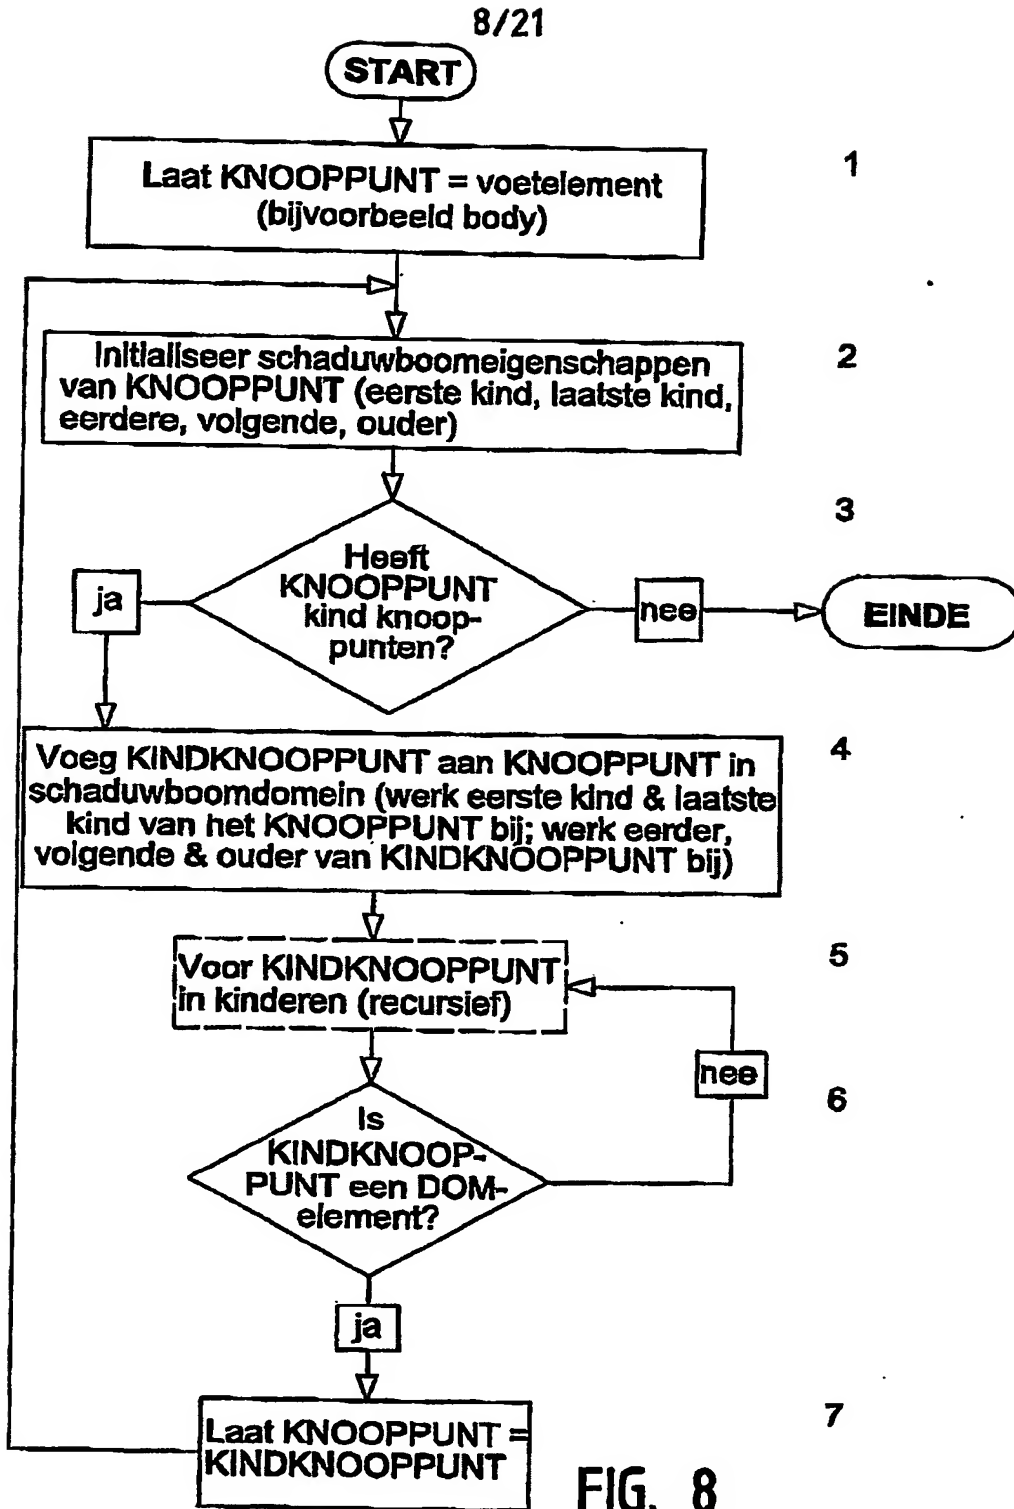 8/21
START
Laat KNOOPPUNT = voetelement
(bijvoorbeeld body)
1
Initialiseer schaduwboomeigenschappen
van KNOOPPUNT (eerste kind, laatste kind,
eerdere, volgende, ouder)
2
3
Heeft
KNOOPPUNT
kind knoop-
punten?
ja
nee
EINDE
Voeg KINDKNOOPPUNT aan KNOOPPUNT in
schaduwboomdomein (werk eerste kind & laatste
kind van het KNOOPPUNT bij; werk eerder,
volgende & ouder van KINDKNOOPPUNT bij)
4
Voor KINDKNOOPPUNT
in kinderen (recursief)
5
nee
6
Is
KINDKNOOP-
PUNT een DOM-
element?
ja
Laat KNOOPPUNT =
KINDKNOOPPUNT
7
FIG. 8